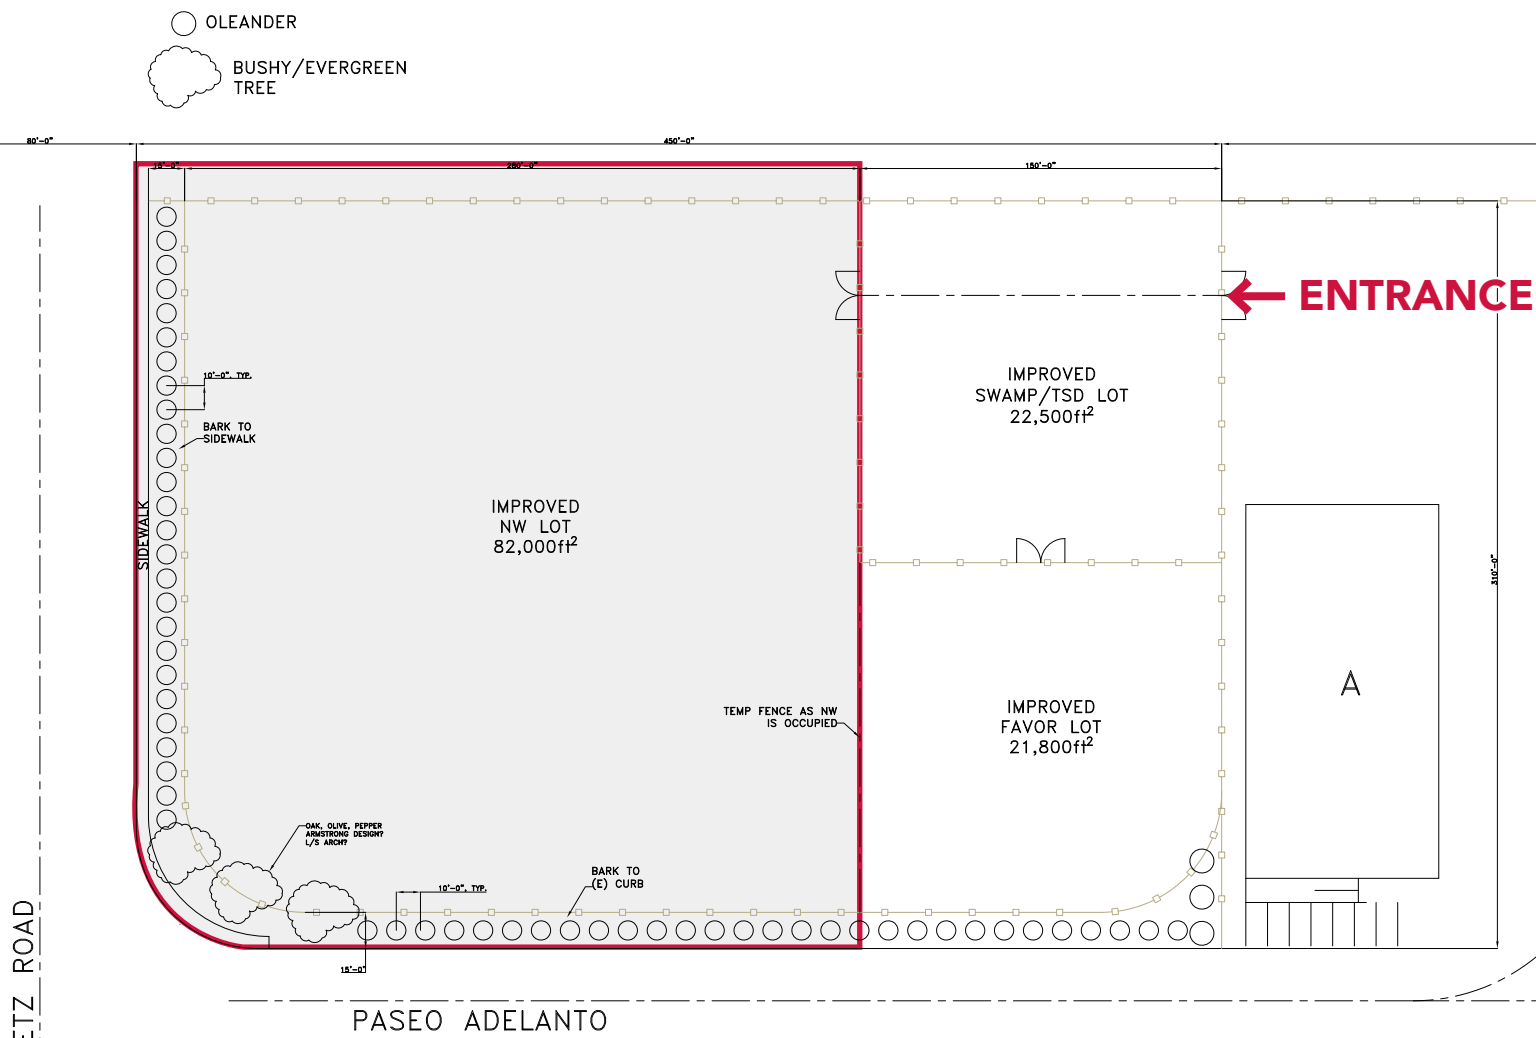 OLEANDER
BUSHY/EVERGREEN
TREE
80'-0"
450'-0"
15'-0"
280'-0"
150'-0"
ENTRANCE
10'-0", TYP.
BARK TO
SIDEWALK
SIDEWALK
IMPROVED
NW LOT
82,000ft²
IMPROVED
SWAMP/TSD LOT
22,500ft²
310'-0"
TEMP FENCE AS NW
IS OCCUPIED
IMPROVED
FAVOR LOT
21,800ft²
A
OAK, OLIVE, PEPPER
ARMSTRONG DESIGN?
L/S ARCH?
BARK TO
(E) CURB
10'-0", TYP.
15'-0"
ETZ ROAD
PASEO ADELANTO